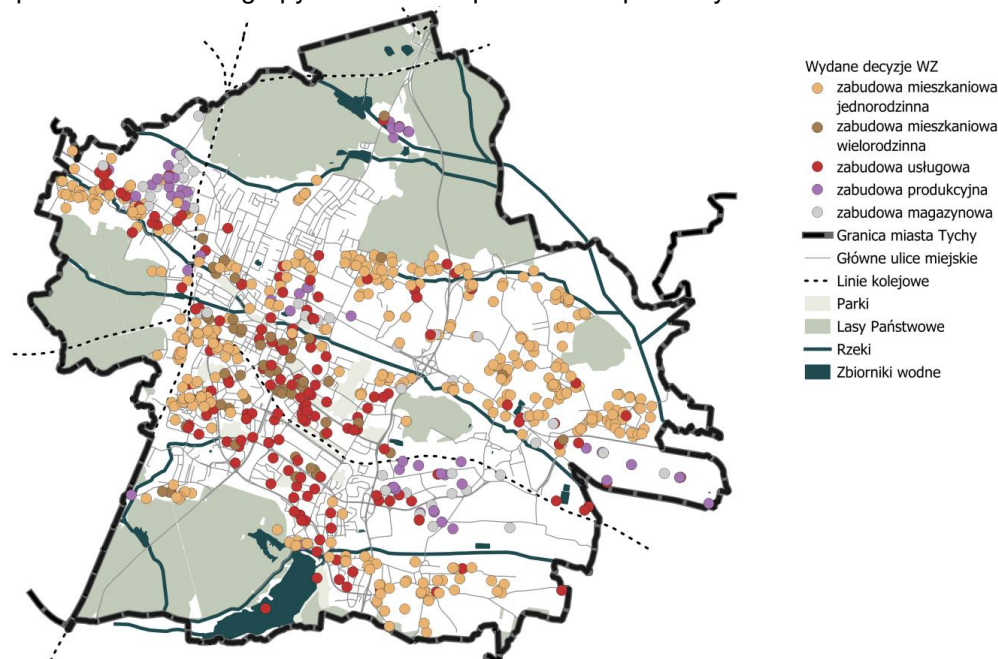 Wydane decyzje WZ
zabudowa mieszkaniowa
jednorodzinna
zabudowa mieszkaniowa
wielorodzinna
zabudowa usługowa
zabudowa produkcyjna
zabudowa magazynowa
Granica miasta Tychy
Główne ulice miejskie
Linie kolejowe
Parki
Lasy Państwowe
Rzeki
Zbiorniki wodne